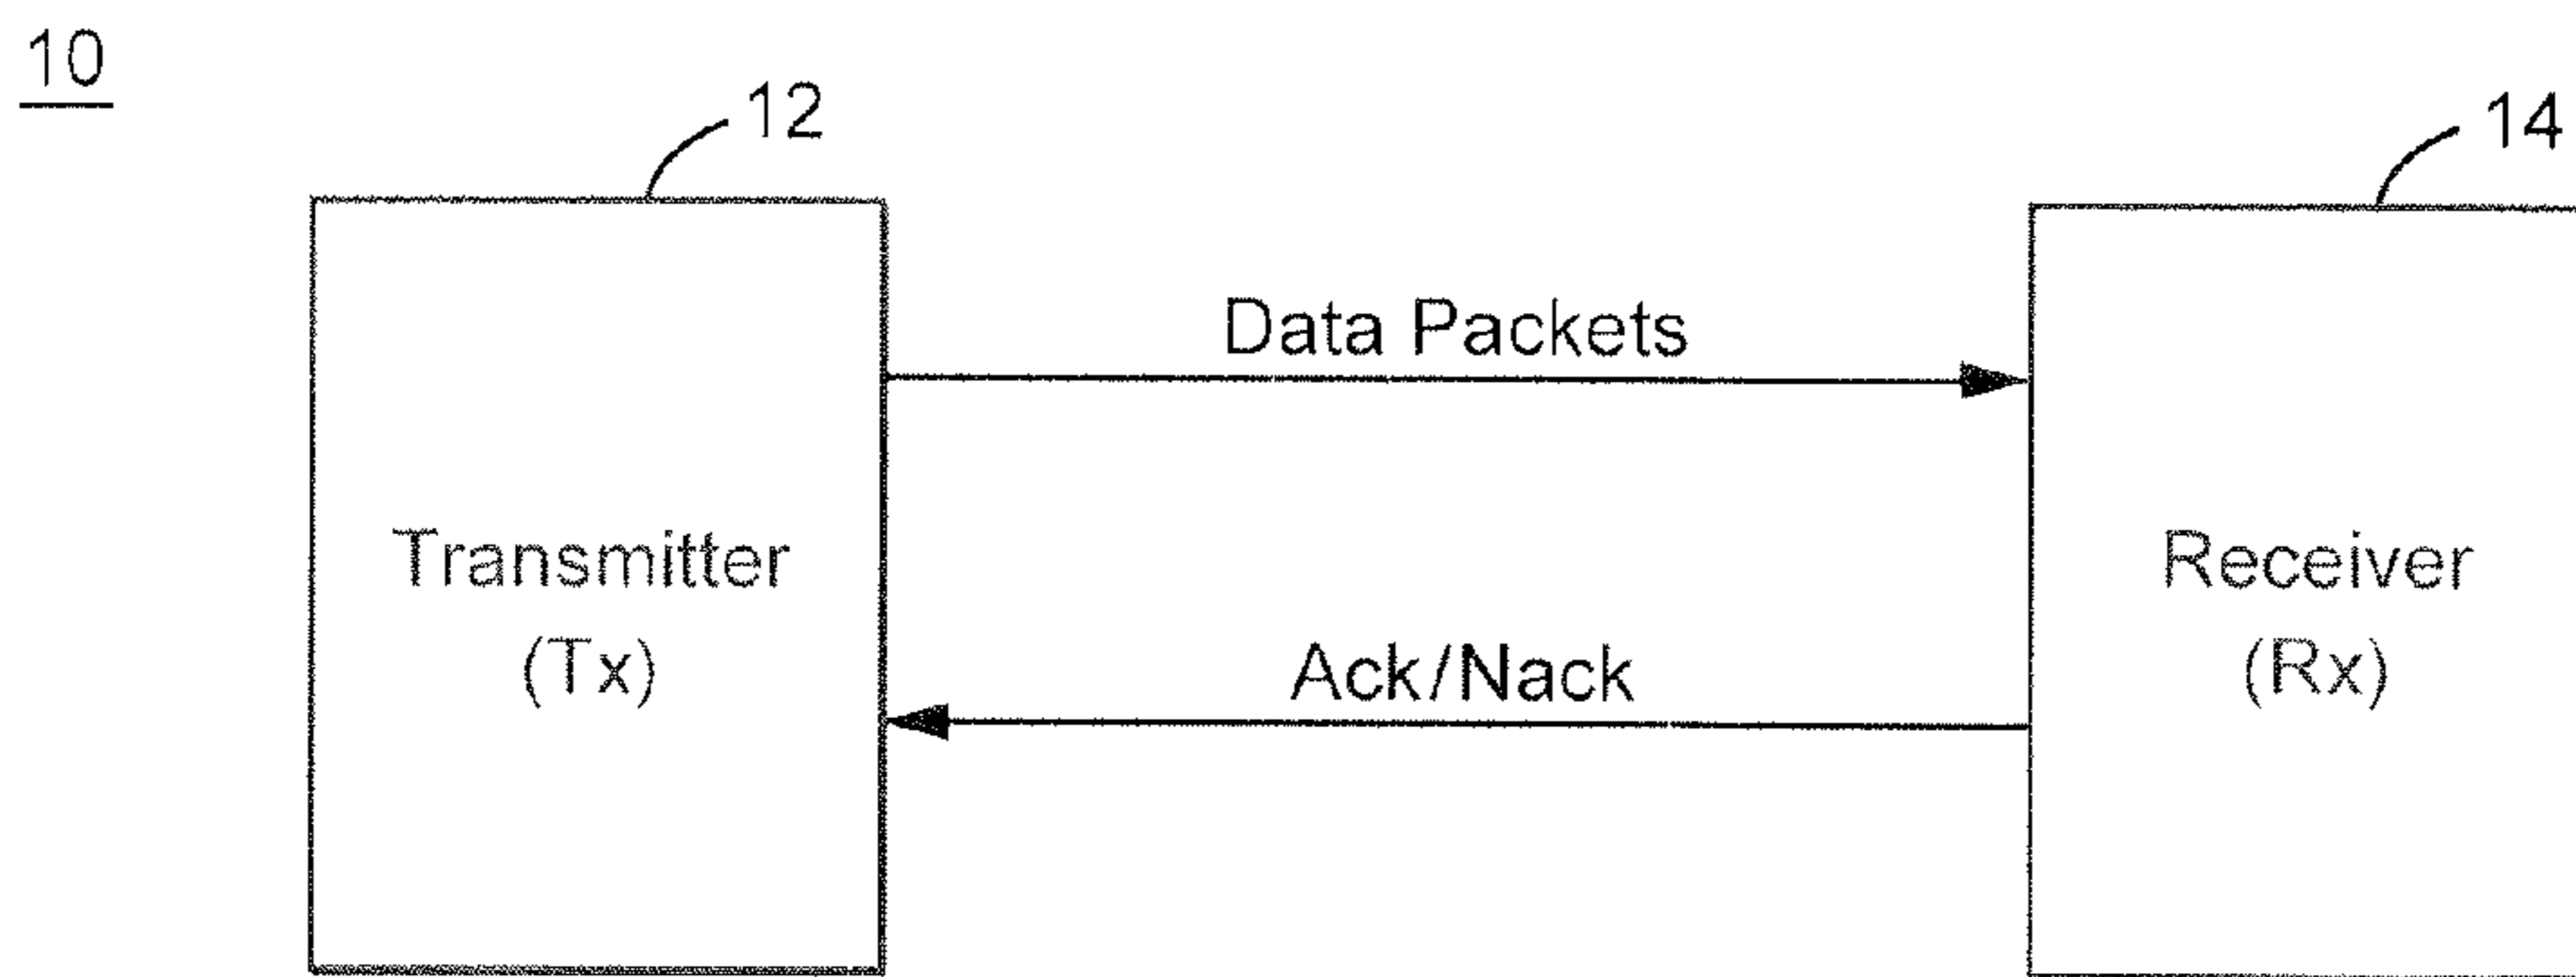 10
12
14
Data Packets
Transmitter
(Tx)
Receiver
(Rx)
Ack/Nack